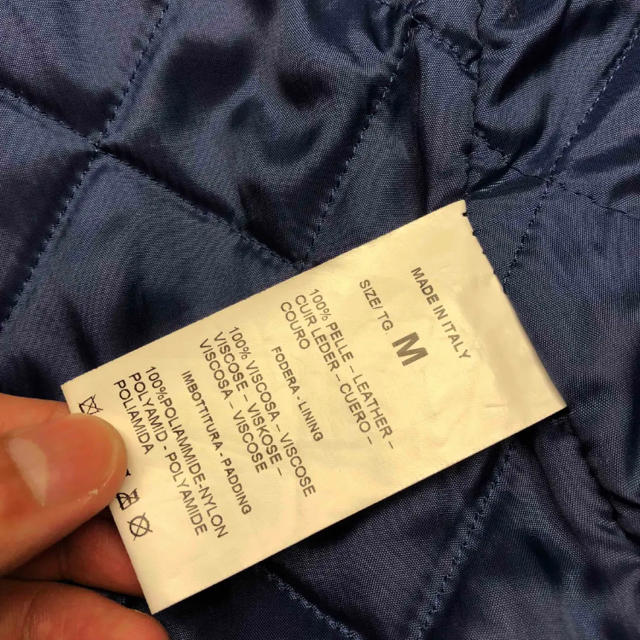 MADE IN ITALY
SIZE/TG M
100% PELLE - LEATHER -
CUIR LEDER - CUERO -
COURO
FODERA - LINING
100% VISCOSA - VISCOSE
VISCOSE - VISKOSE -
VISCOSA - VISCOSE
IMBOTTITURA - PADDING
100%POLIAMMIDE-NYLON
POLYAMID - POLYAMIDE
POLIAMIDA